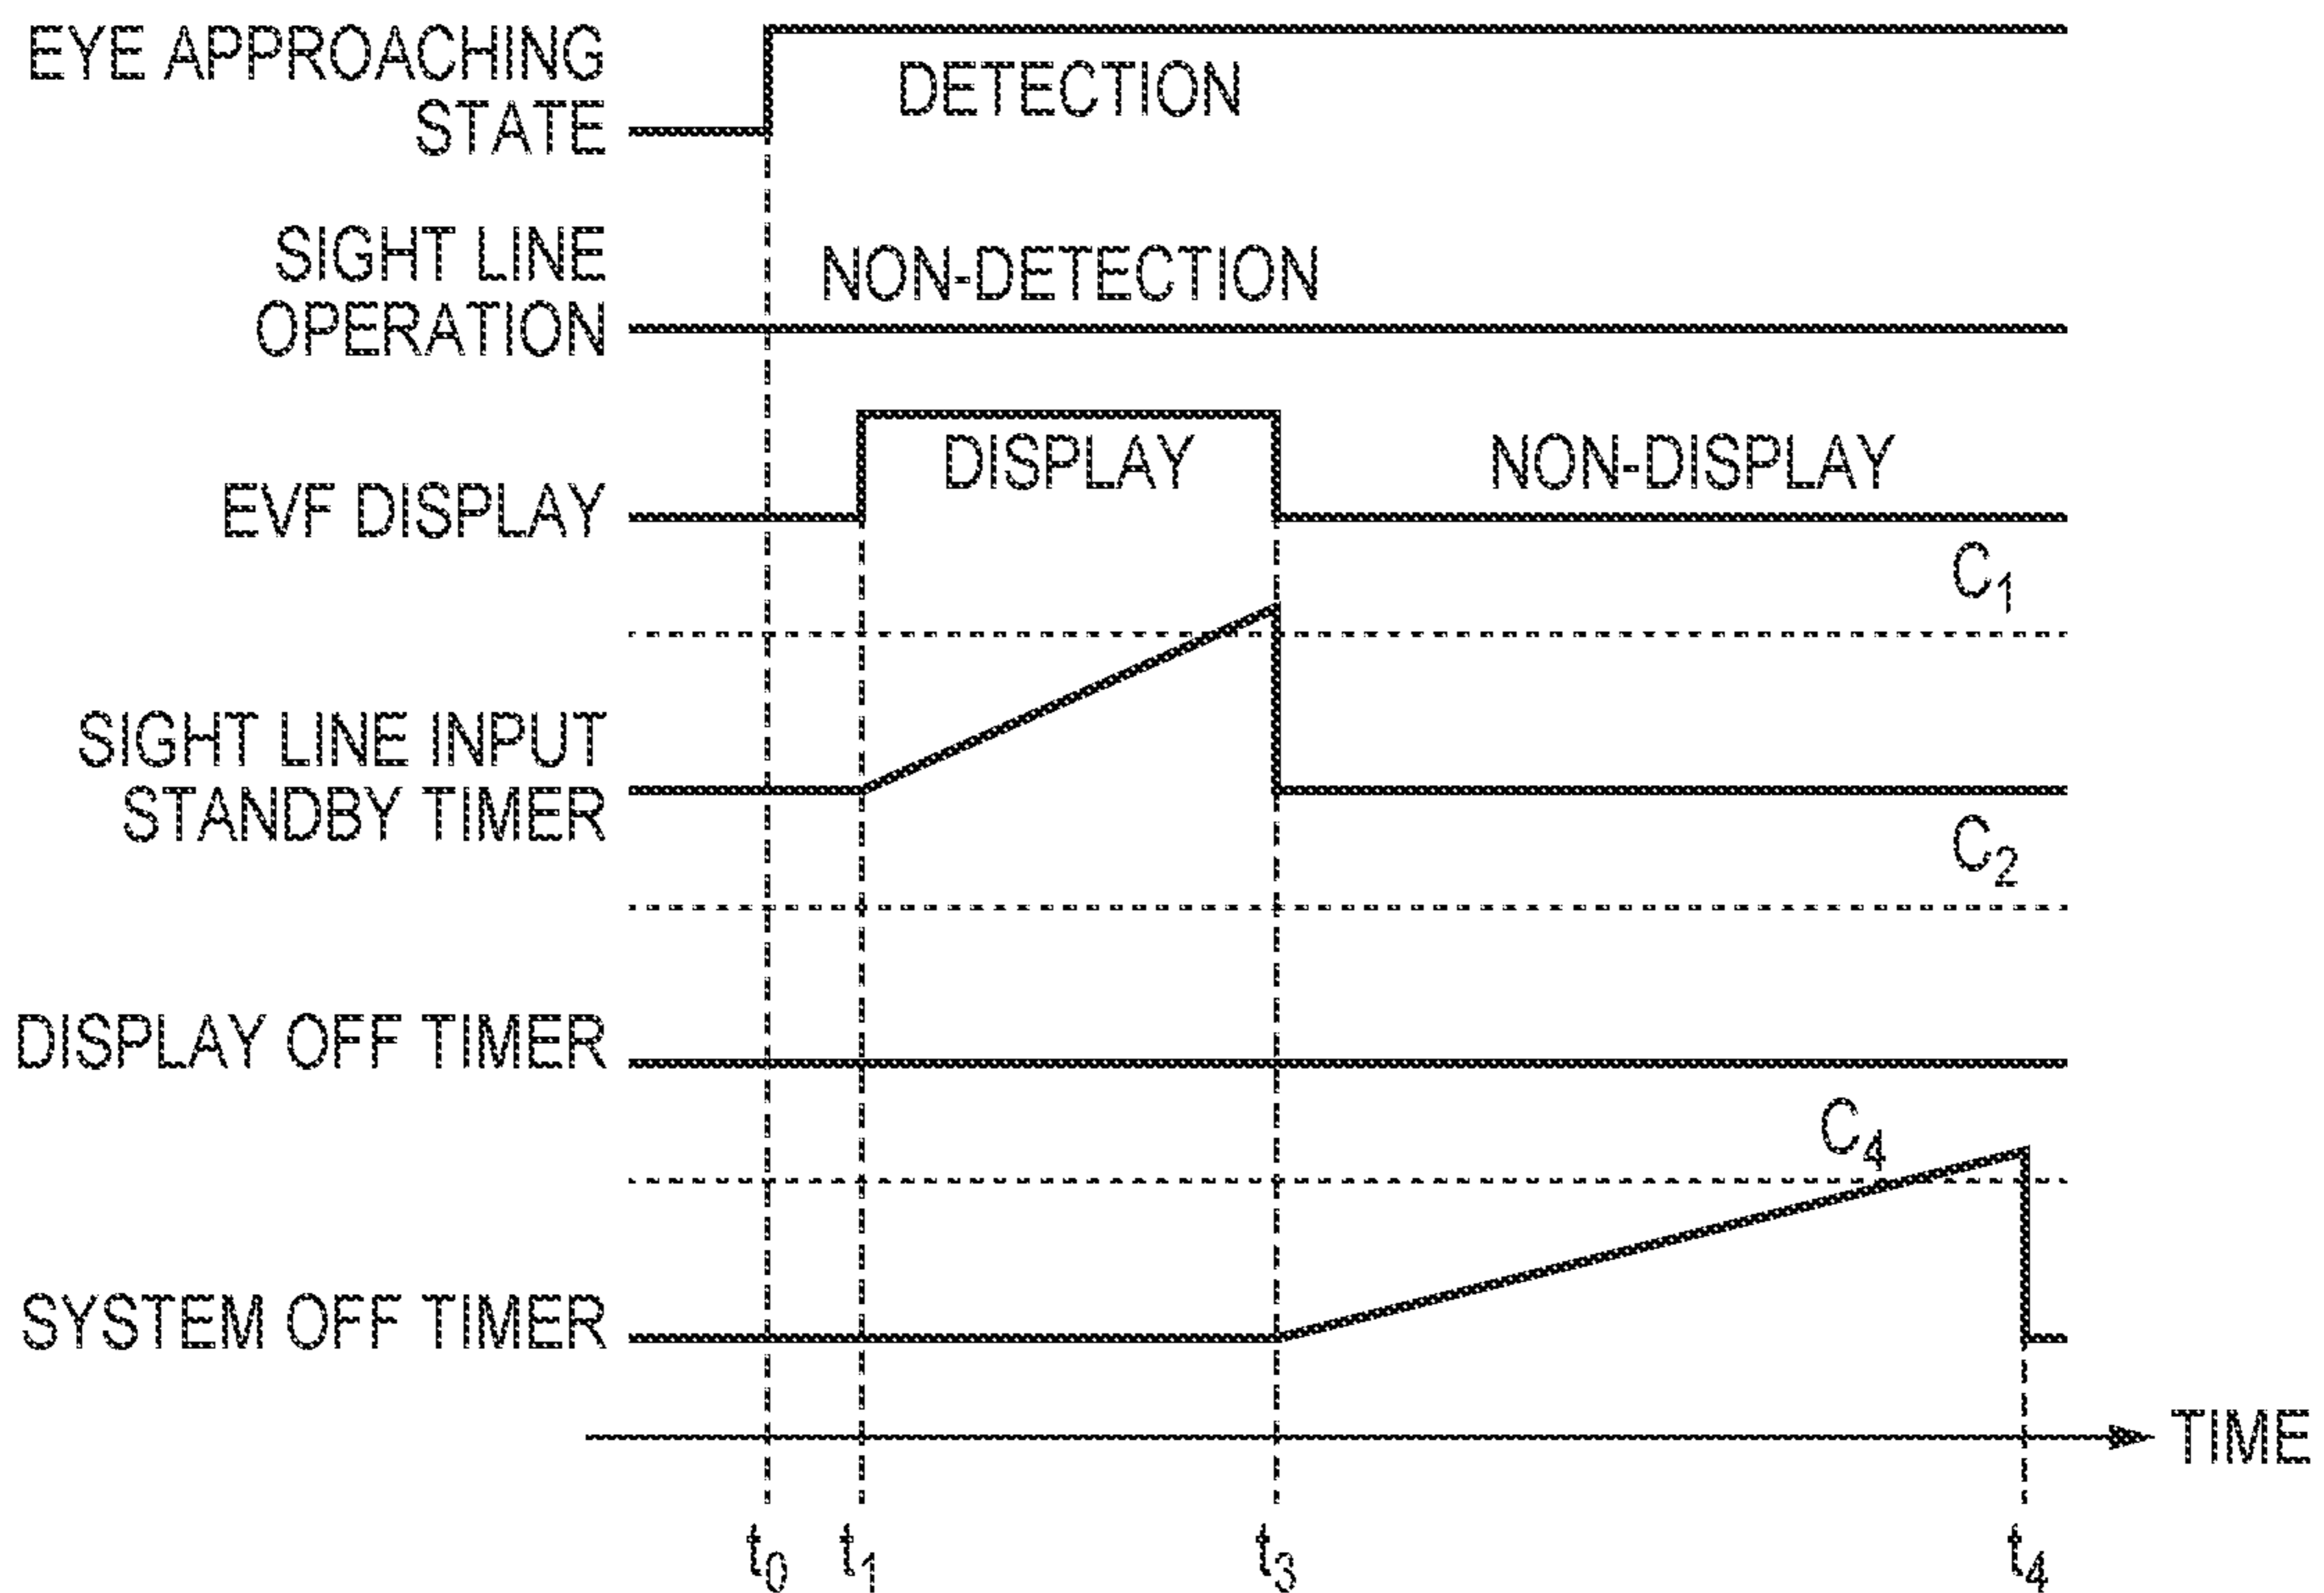 EYE APPROACHING
STATE
DETECTION
SIGHT LINE
OPERATION
NON-DETECTION
EVF DISPLAY
DISPLAY
NON-DISPLAY
C1
SIGHT LINE INPUT
STANDBY TIMER
C2
DISPLAY OFF TIMER
C4
SYSTEM OFF TIMER
TIME
t0 t1 t3 t4